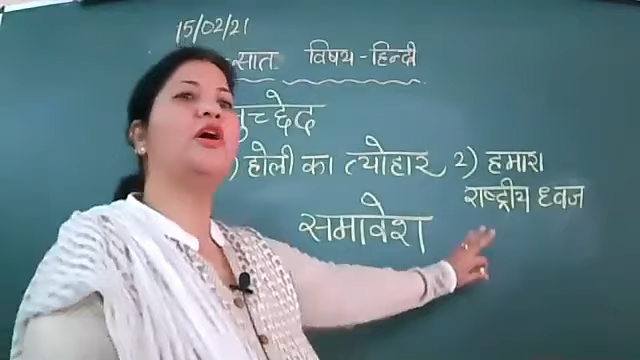 15/02/21
सात विषय - हिन्दी
) होली का त्योहार 2) हमारा
राष्ट्रीय ध्वज
समावेश